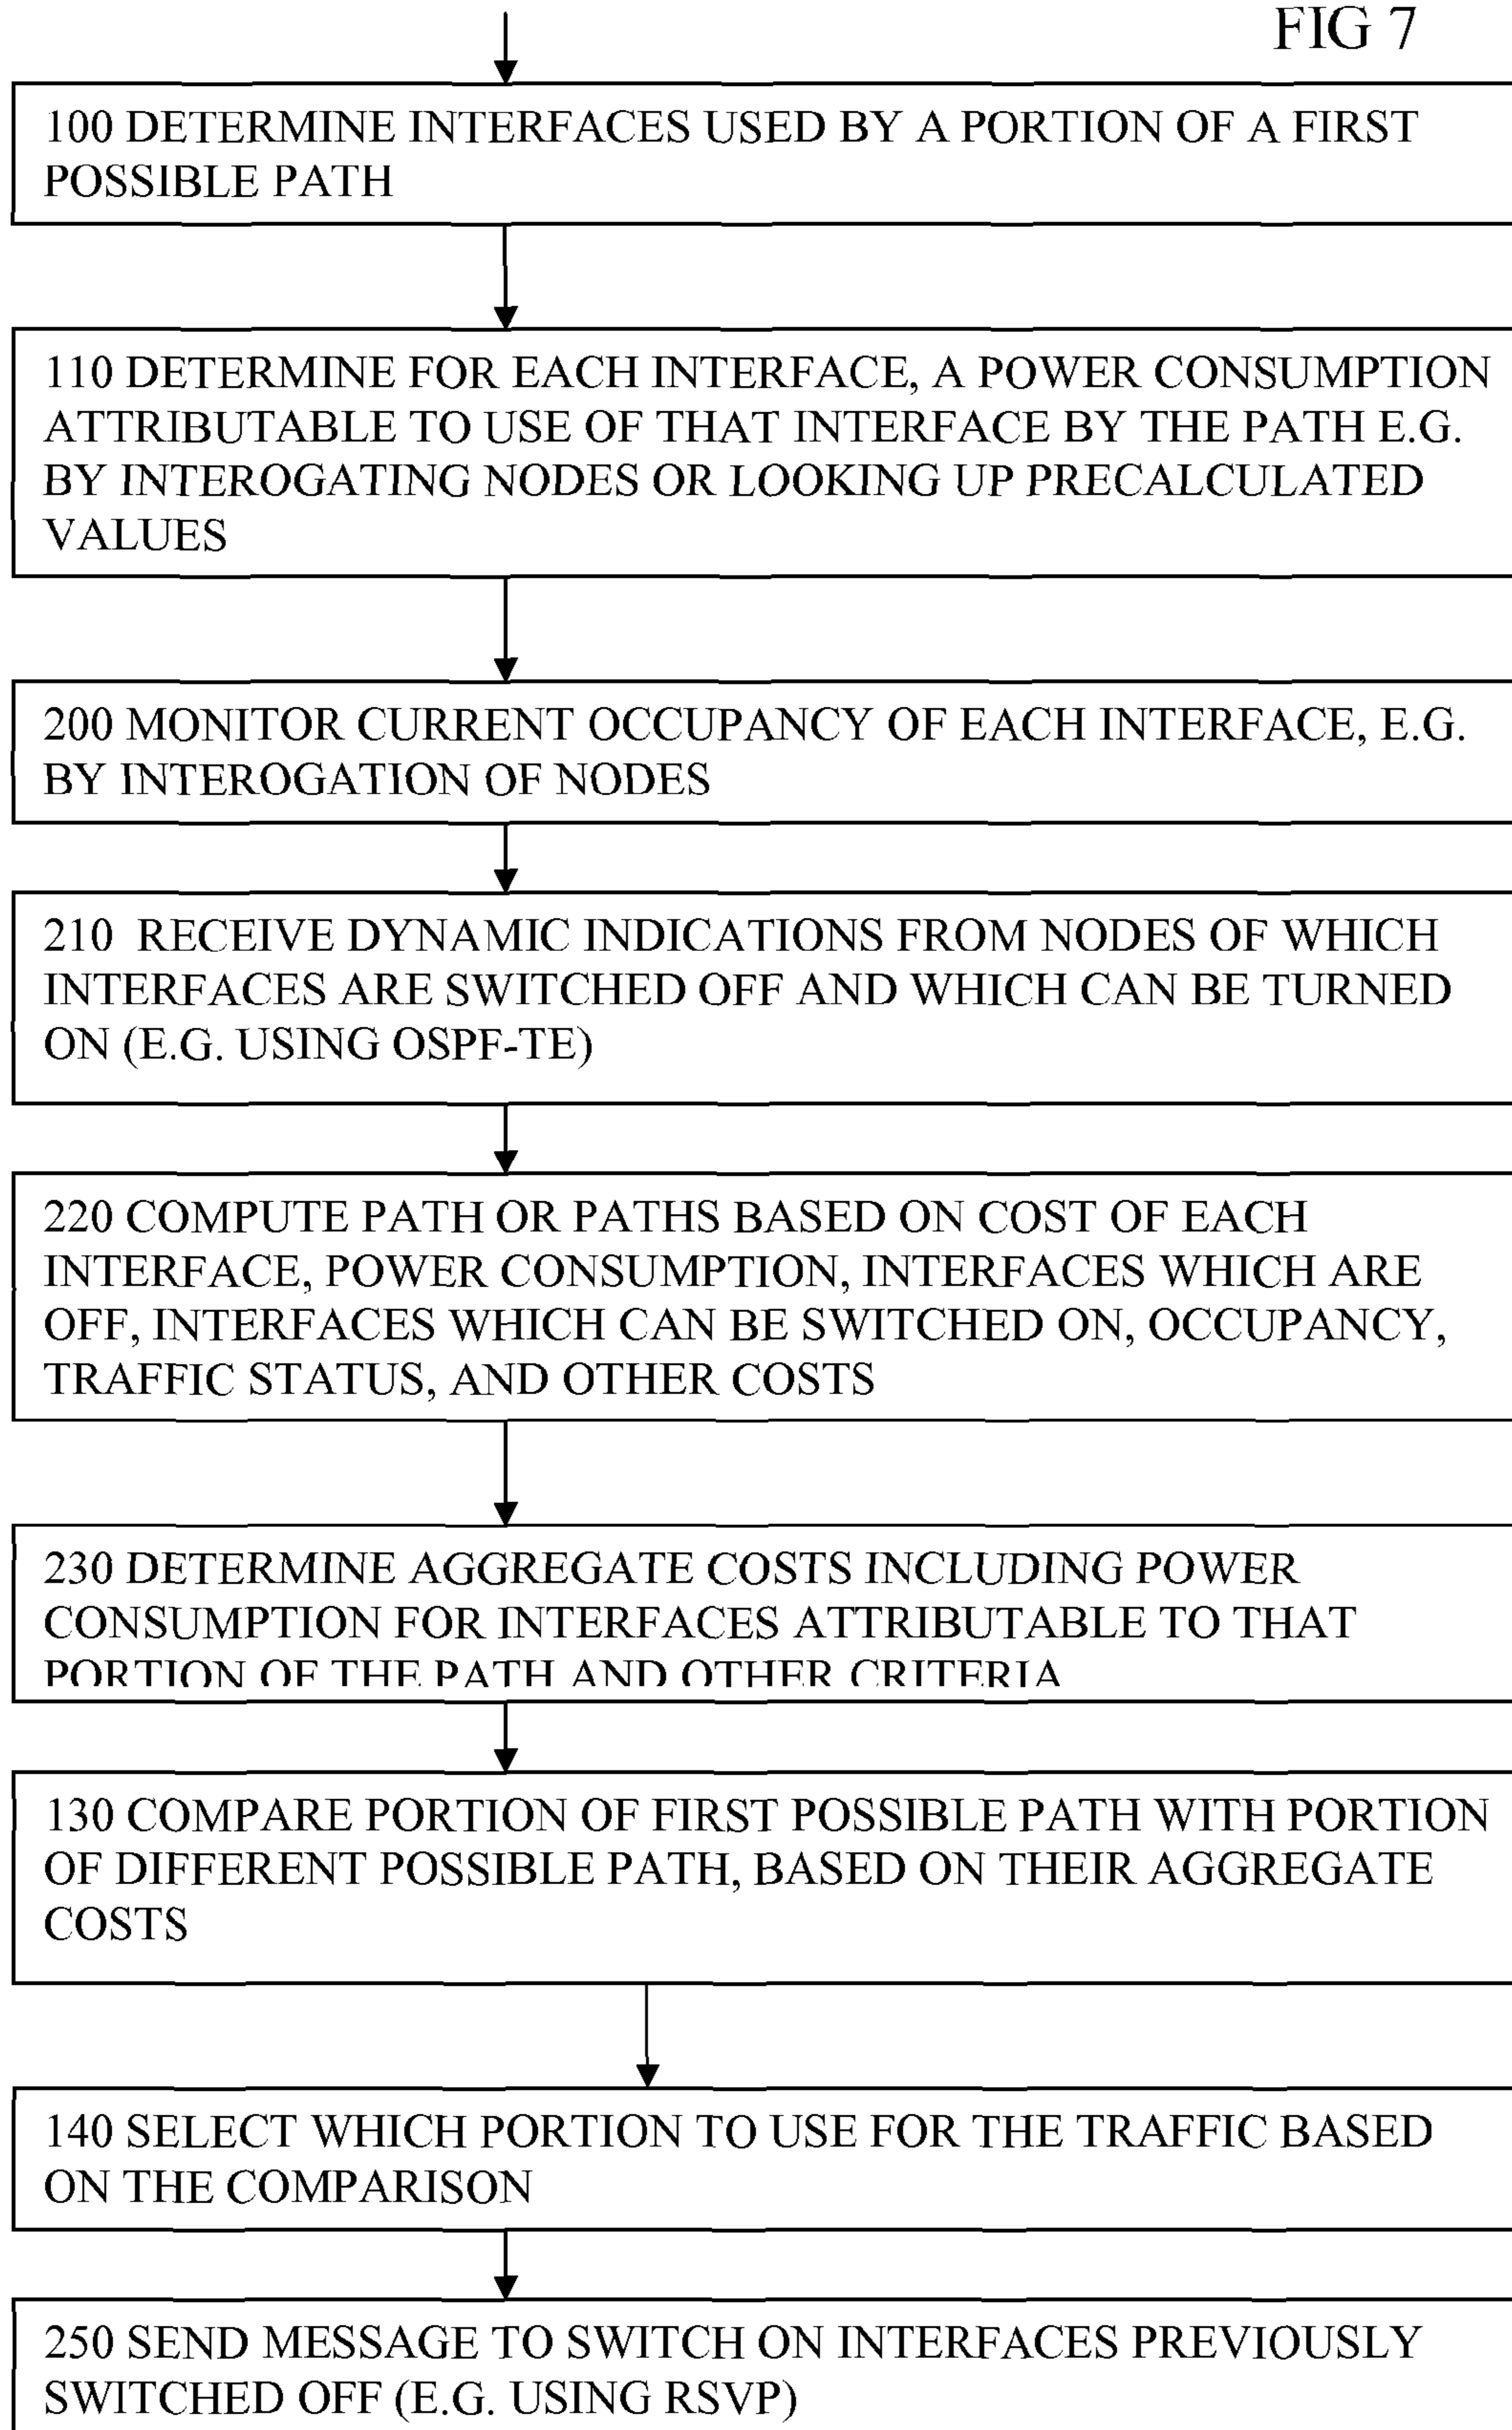 FIG 7
100 DETERMINE INTERFACES USED BY A PORTION OF A FIRST
POSSIBLE PATH
110 DETERMINE FOR EACH INTERFACE, A POWER CONSUMPTION
ATTRIBUTABLE TO USE OF THAT INTERFACE BY THE PATH E.G.
BY INTEROGATING NODES OR LOOKING UP PRECALCULATED
VALUES
200 MONITOR CURRENT OCCUPANCY OF EACH INTERFACE, E.G.
BY INTEROGATION OF NODES
210 RECEIVE DYNAMIC INDICATIONS FROM NODES OF WHICH
INTERFACES ARE SWITCHED OFF AND WHICH CAN BE TURNED
ON (E.G. USING OSPF-TE)
220 COMPUTE PATH OR PATHS BASED ON COST OF EACH
INTERFACE, POWER CONSUMPTION, INTERFACES WHICH ARE
OFF, INTERFACES WHICH CAN BE SWITCHED ON, OCCUPANCY,
TRAFFIC STATUS, AND OTHER COSTS
230 DETERMINE AGGREGATE COSTS INCLUDING POWER
CONSUMPTION FOR INTERFACES ATTRIBUTABLE TO THAT
PORTION OF THE PATH AND OTHER CRITERIA
130 COMPARE PORTION OF FIRST POSSIBLE PATH WITH PORTION
OF DIFFERENT POSSIBLE PATH, BASED ON THEIR AGGREGATE
COSTS
140 SELECT WHICH PORTION TO USE FOR THE TRAFFIC BASED
ON THE COMPARISON
250 SEND MESSAGE TO SWITCH ON INTERFACES PREVIOUSLY
SWITCHED OFF (E.G. USING RSVP)